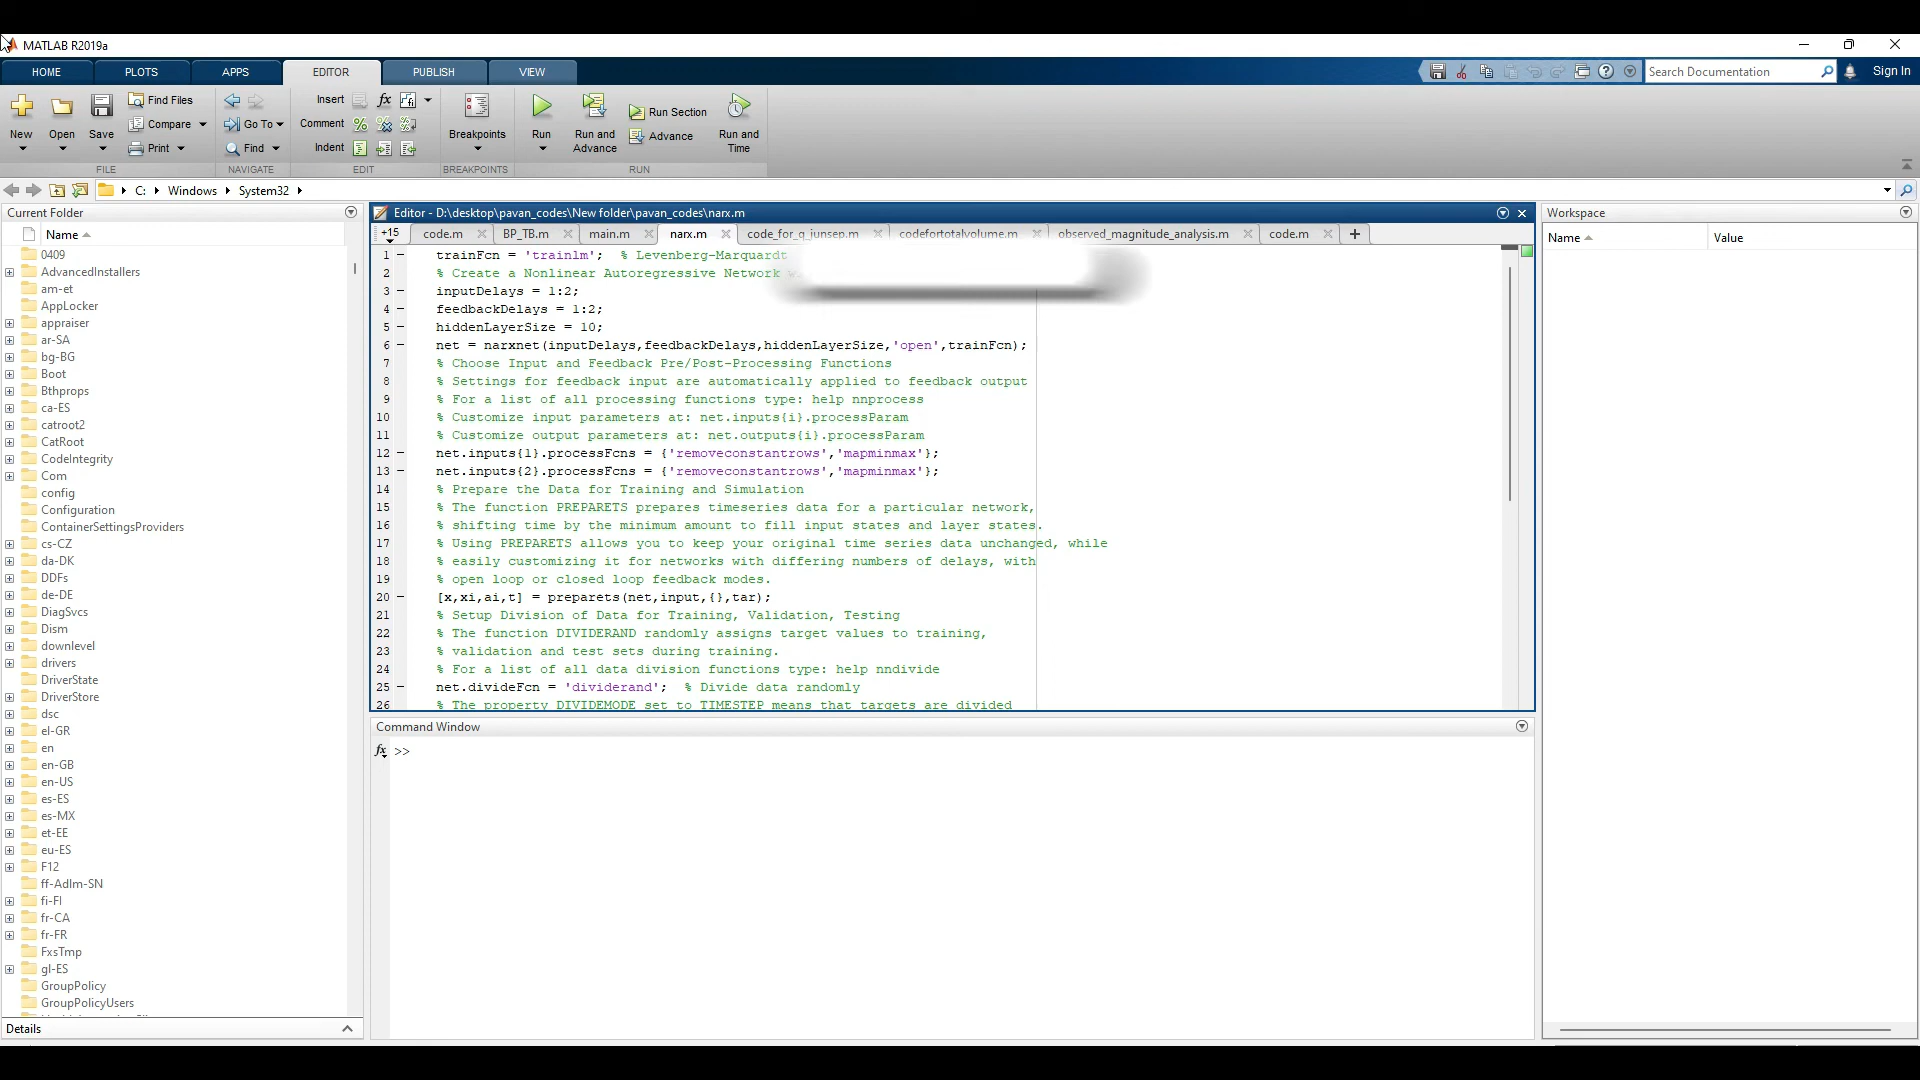 MATLAB R2019a
HOME PLOTS APPS EDITOR PUBLISH VIEW Search Documentation Sign In
New Open Save Find Files Compare Print
Go To Find
Insert fx Comment Indent
Breakpoints
Run Run and Advance Run Section Advance Run and Time
FILE NAVIGATE EDIT BREAKPOINTS RUN
C: Windows System32
Current Folder
Name
0409
AdvancedInstallers
am-et
AppLocker
appraiser
ar-SA
bg-BG
Boot
Bthprops
ca-ES
catroot2
CatRoot
CodeIntegrity
Com
config
Configuration
ContainerSettingsProviders
cs-CZ
da-DK
DDFs
de-DE
DiagSvcs
Dism
downlevel
drivers
DriverState
DriverStore
dsc
el-GR
en
en-GB
en-US
es-ES
es-MX
et-EE
eu-ES
F12
ff-Adlm-SN
fi-FI
fr-CA
fr-FR
FxsTmp
gl-ES
GroupPolicy
GroupPolicyUsers
Details
Editor - D:\desktop\pavan_codes\New folder\pavan_codes\narx.m
+15 code.m BP_TB.m main.m narx.m code_for_q_junsep.m codefortotalvolume.m observed_magnitude_analysis.m code.m +
1 - trainFcn = 'trainlm'; % Levenberg-Marquardt
2 % Create a Nonlinear Autoregressive Network
3 - inputDelays = 1:2;
4 - feedbackDelays = 1:2;
5 - hiddenLayerSize = 10;
6 - net = narxnet(inputDelays,feedbackDelays,hiddenLayerSize,'open',trainFcn);
7 % Choose Input and Feedback Pre/Post-Processing Functions
8 % Settings for feedback input are automatically applied to feedback output
9 % For a list of all processing functions type: help nnprocess
10 % Customize input parameters at: net.inputs{i}.processParam
11 % Customize output parameters at: net.outputs{i}.processParam
12 - net.inputs{1}.processFcns = {'removeconstantrows','mapminmax'};
13 - net.inputs{2}.processFcns = {'removeconstantrows','mapminmax'};
14 % Prepare the Data for Training and Simulation
15 % The function PREPARETS prepares timeseries data for a particular network,
16 % shifting time by the minimum amount to fill input states and layer states.
17 % Using PREPARETS allows you to keep your original time series data unchanged, while
18 % easily customizing it for networks with differing numbers of delays, with
19 % open loop or closed loop feedback modes.
20 - [x,xi,ai,t] = preparets(net,input,{},tar);
21 % Setup Division of Data for Training, Validation, Testing
22 % The function DIVIDERAND randomly assigns target values to training,
23 % validation and test sets during training.
24 % For a list of all data division functions type: help nndivide
25 - net.divideFcn = 'dividerand'; % Divide data randomly
26 % The property DIVIDEMODE set to TIMESTEP means that targets are divided
Command Window
fx >>
Workspace
Name Value